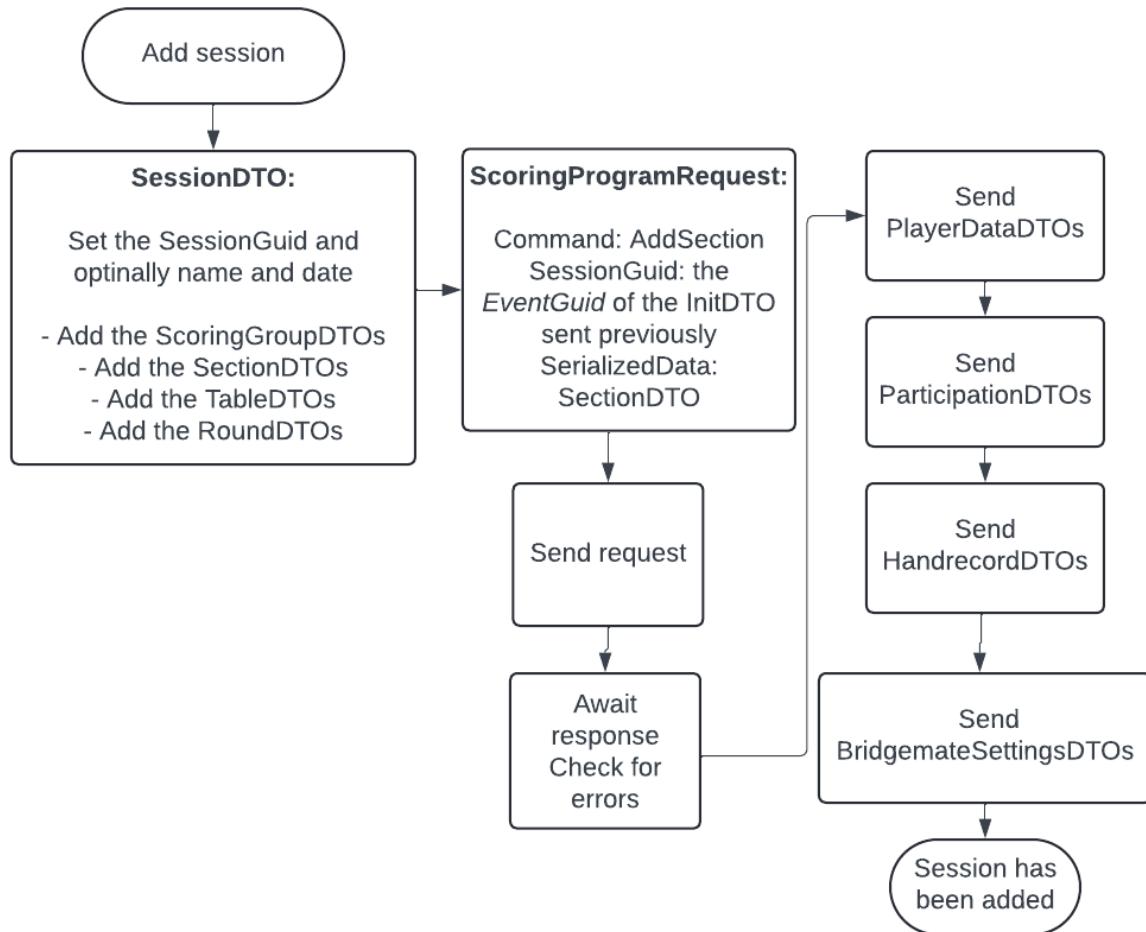 Add session
SessionDTO:
Set the SessionGuid and
optinally name and date
- Add the ScoringGroupDTOs
- Add the SectionDTOs
- Add the TableDTOs
- Add the RoundDTOs
ScoringProgramRequest:
Command: AddSection
SessionGuid: the
EventGuid of the InitDTO
sent previously
SerializedData:
SectionDTO
Send request
Await
response
Check for
errors
Send
PlayerDataDTOs
Send
ParticipationDTOs
Send
HandrecordDTOs
Send
BridgemateSettingsDTOs
Session has
been added